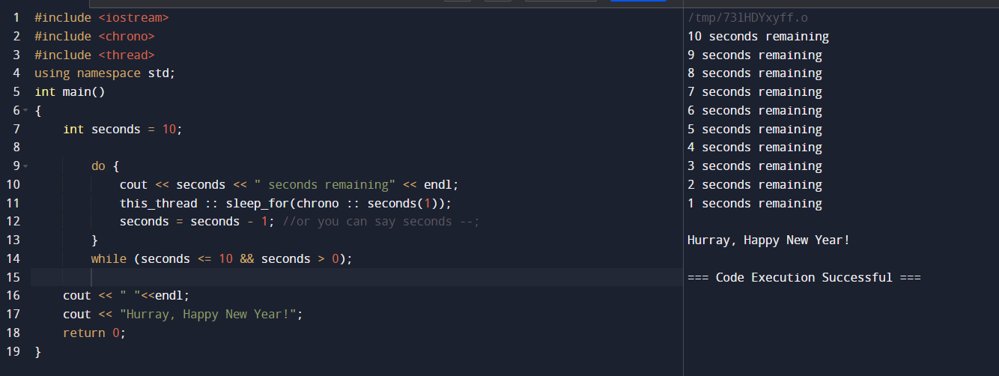 1 #include <iostream>
2 #include <chrono>
3 #include <thread>
4 using namespace std;
5 int main()
6 {
7     int seconds = 10;
8
9         do {
10             cout << seconds << " seconds remaining" << endl;
11             this_thread :: sleep_for(chrono :: seconds(1));
12             seconds = seconds - 1; //or you can say seconds --;
13         }
14         while (seconds <= 10 && seconds > 0);
15
16     cout << " "<<endl;
17     cout << "Hurray, Happy New Year!";
18     return 0;
19 }
/tmp/73lHDYxyff.o
10 seconds remaining
9 seconds remaining
8 seconds remaining
7 seconds remaining
6 seconds remaining
5 seconds remaining
4 seconds remaining
3 seconds remaining
2 seconds remaining
1 seconds remaining
Hurray, Happy New Year!
=== Code Execution Successful ===